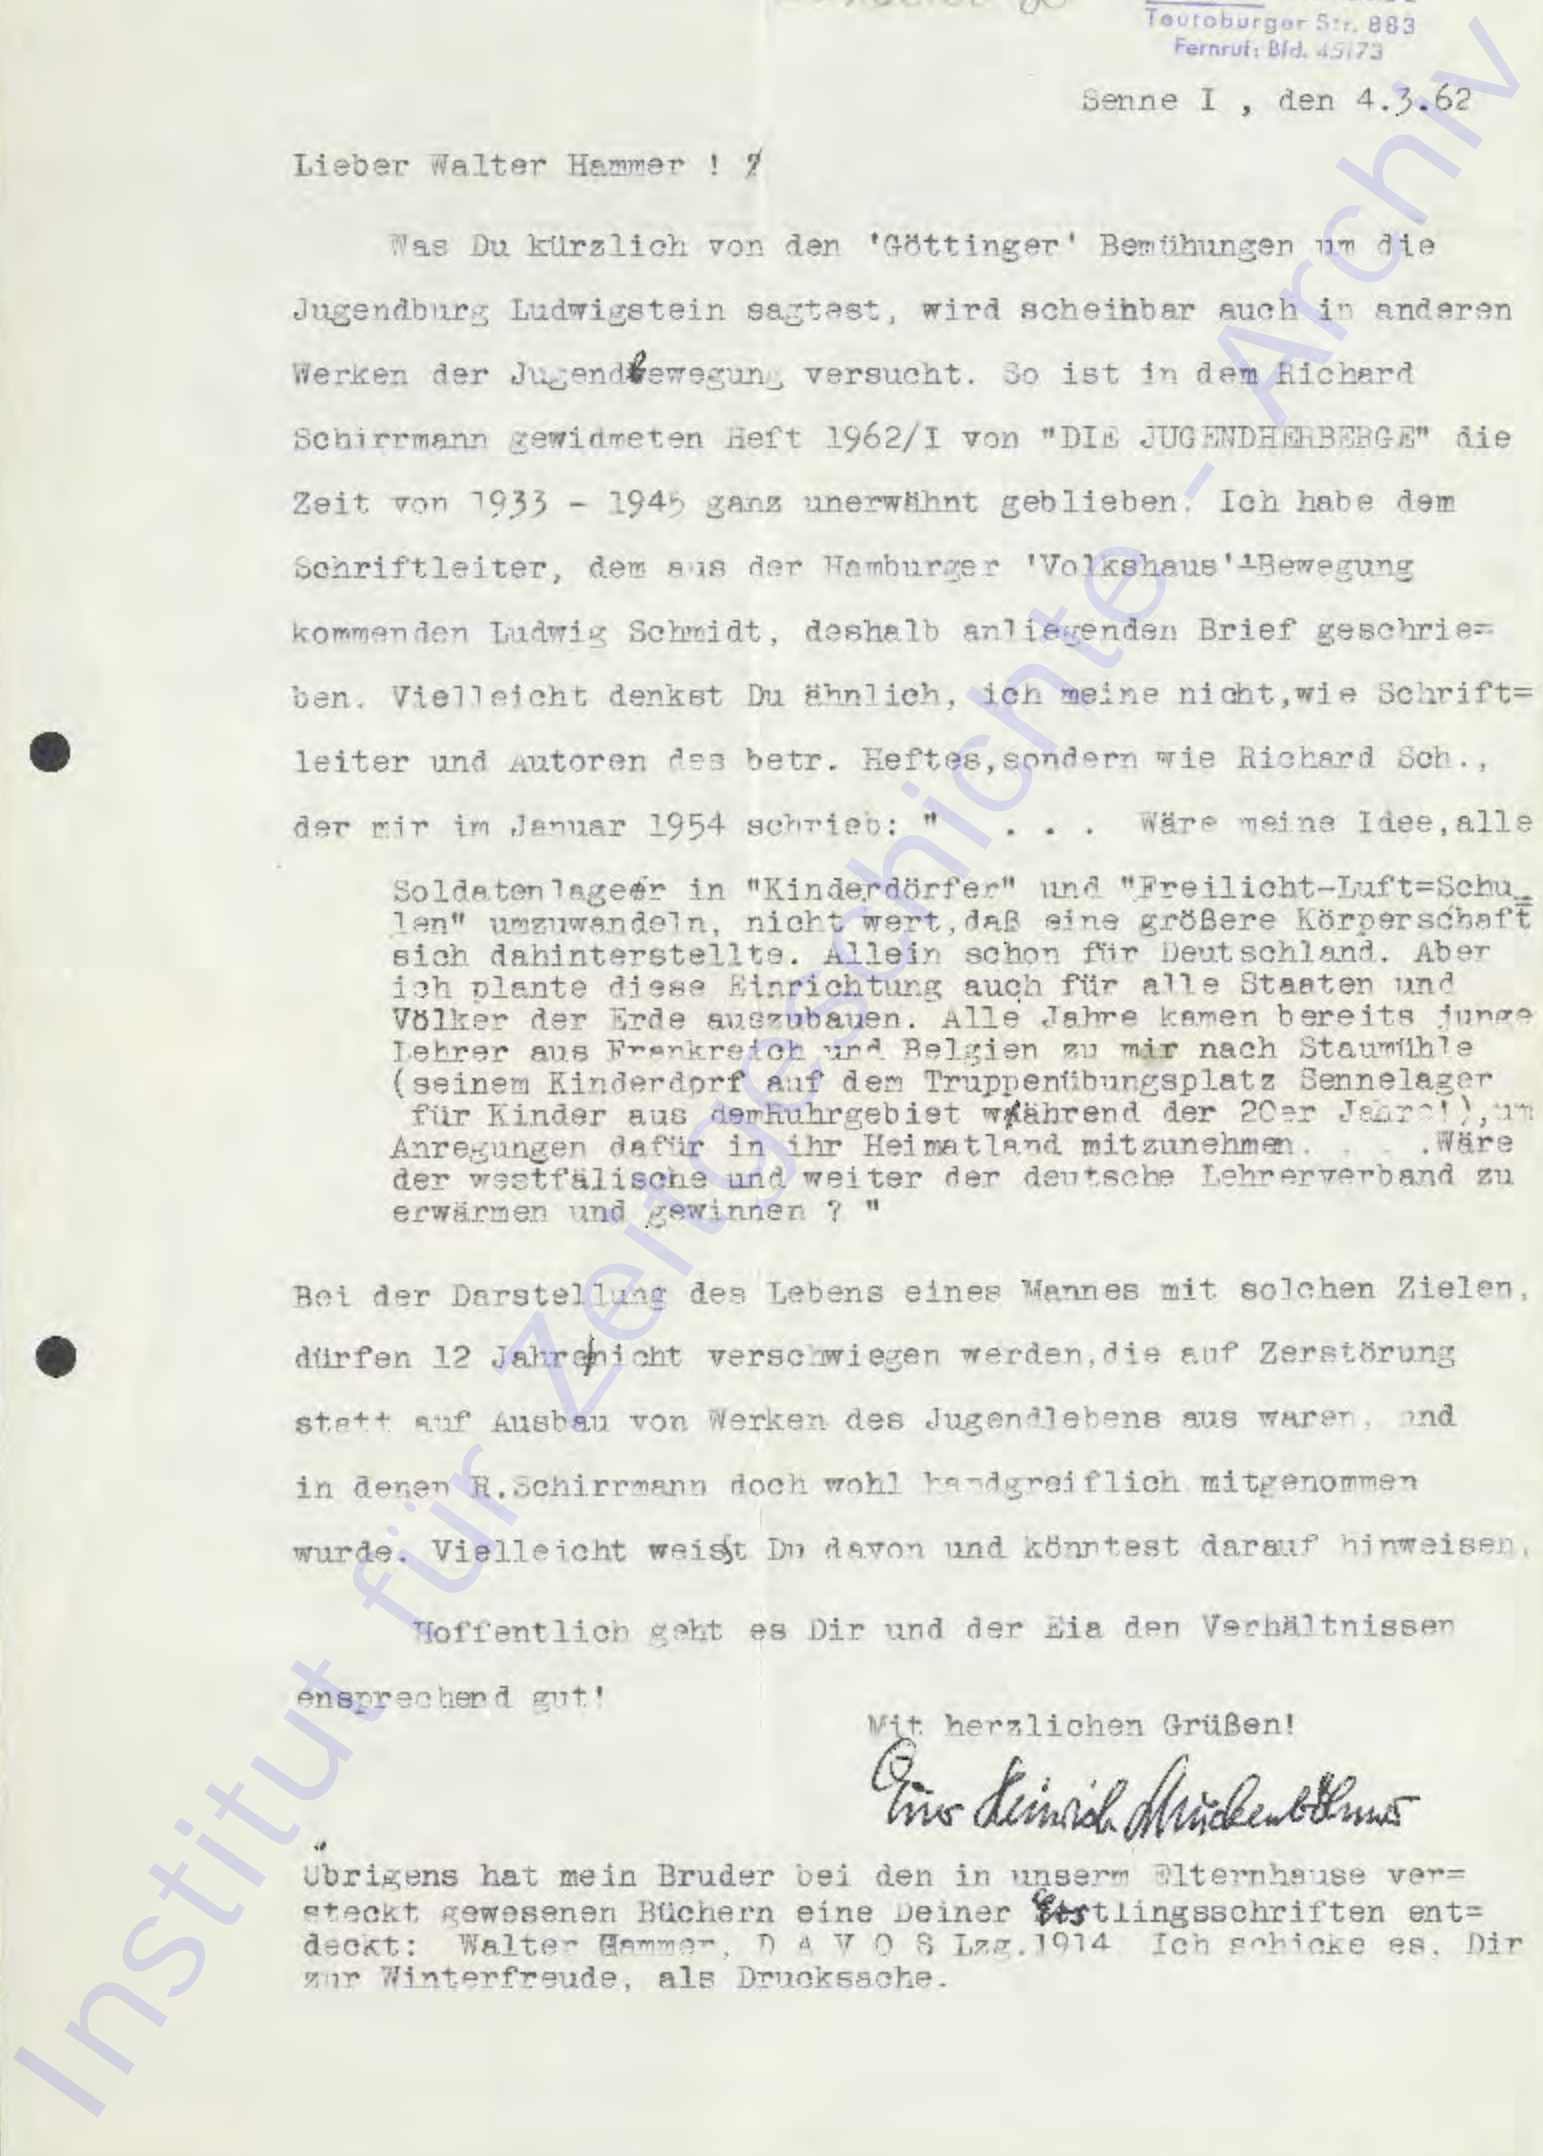 Teutoburger Str. 883
Fernruf: Bfd. 45173
Senne I , den 4.3.62
Lieber Walter Hammer !
Was Du kürzlich von den 'Göttinger' Bemühungen um die
Jugendburg Ludwigstein sagtest, wird scheihbar auch in anderen
Werken der Jugendbewegung versucht. So ist in dem Richard
Schirrmann gewidmeten Heft 1962/I von "DIE JUGENDHERBERGE" die
Zeit von 1933 - 1945 ganz unerwähnt geblieben. Ich habe dem
Schriftleiter, dem aus der Hamburger 'Volkshaus'-Bewegung
kommenden Ludwig Schmidt, deshalb anliegenden Brief geschrie=
ben. Vielleicht denkst Du ähnlich, ich meine nicht,wie Schrift=
leiter und Autoren des betr. Heftes,sondern wie Richard Sch.,
der mir im Januar 1954 schrieb: " . . . Wäre meine Idee,alle
Soldatenlager in "Kinderdörfer" und "Freilicht-Luft=Schu=
len" umzuwandeln, nicht wert,daß eine größere Körperschaft
sich dahinterstellte. Allein schon für Deutschland. Aber
ich plante diese Einrichtung auch für alle Staaten und
Völker der Erde auszubauen. Alle Jahre kamen bereits junge
Lehrer aus Frankreich und Belgien zu mir nach Staumühle
(seinem Kinderdorf auf dem Truppenübungsplatz Sennelager
für Kinder aus demRuhrgebiet während der 20er Jahre!),um
Anregungen dafür in ihr Heimatland mitzunehmen. . . .Wäre
der westfälische und weiter der deutsche Lehrerverband zu
erwärmen und gewinnen ? "
Bei der Darstellung des Lebens eines Mannes mit solchen Zielen,
dürfen 12 Jahre nicht verschwiegen werden,die auf Zerstörung
statt auf Ausbau von Werken des Jugendlebens aus waren, und
in denen R.Schirrmann doch wohl handgreiflich mitgenommen
wurde. Vielleicht weißt Du davon und könntest darauf hinweisen.
Hoffentlich geht es Dir und der Eia den Verhältnissen
ensprechend gut!
Mit herzlichen Grüßen!
Heinrich
Übrigens hat mein Bruder bei den in unserm Elternhause ver=
steckt gewesenen Büchern eine Deiner Erstlingsschriften ent=
deckt: Walter Hammer, D A V O S Lzg.1914 Ich schicke es, Dir
zur Winterfreude, als Drucksache.
Institut für Zeitgeschichte - Archiv